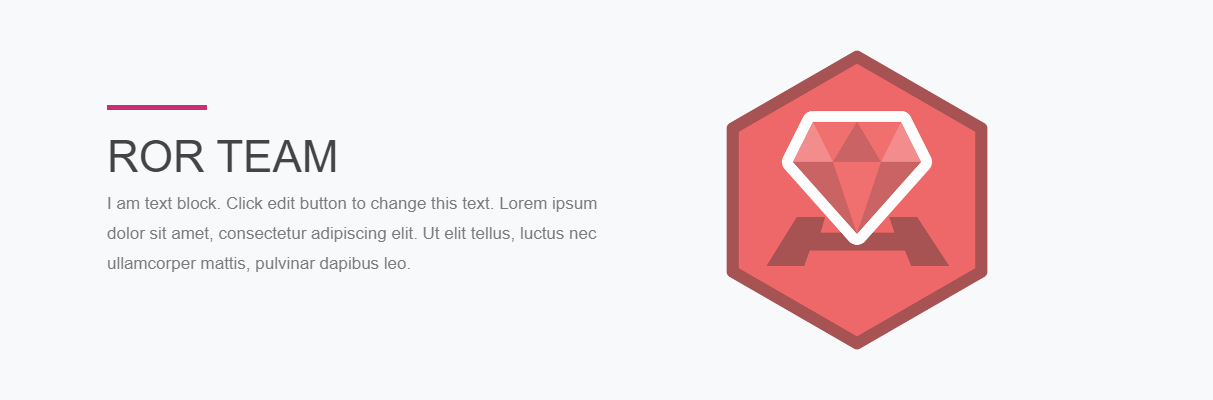 ROR TEAM
I am text block. Click edit button to change this text. Lorem ipsum
dolor sit amet, consectetur adipiscing elit. Ut elit tellus, luctus nec
ullamcorper mattis, pulvinar dapibus leo.